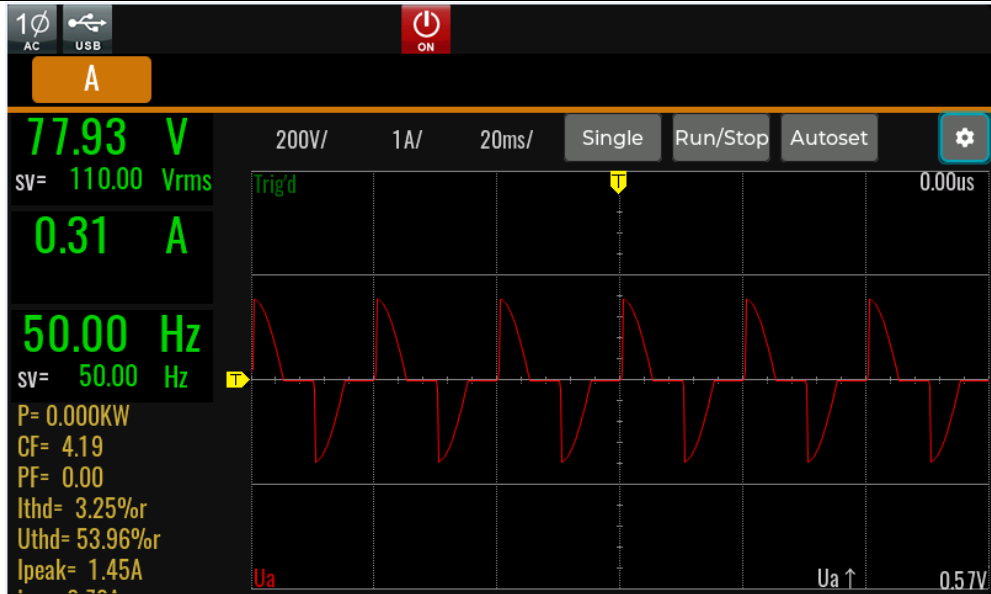 1Ø
AC
USB
ON
A
77.93 V
sv= 110.00 Vrms
0.31 A
50.00 Hz
sv= 50.00 Hz
P= 0.000KW
CF= 4.19
PF= 0.00
Ithd= 3.25%r
Uthd= 53.96%r
Ipeak= 1.45A
200V/ 1A/ 20ms/ Single Run/Stop Autoset
Trig'd T 0.00us
T
Ua Ua↑ 0.57V